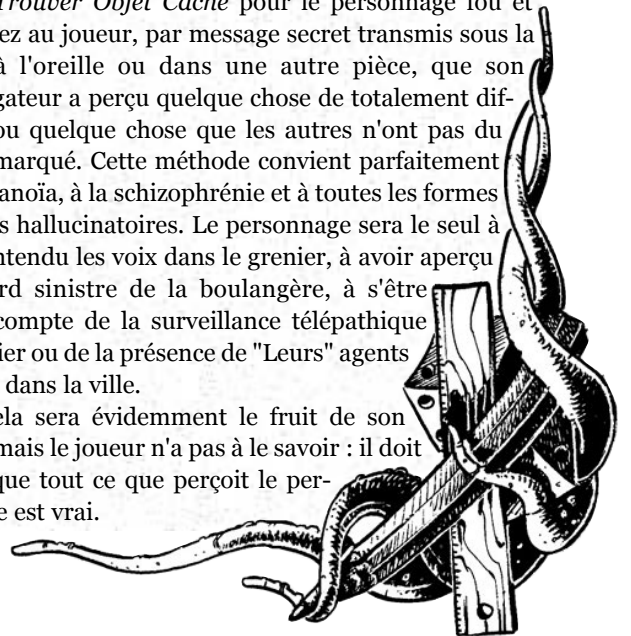 Trouver Objet Caché pour le personnage fou et
ez au joueur, par message secret transmis sous la
à l'oreille ou dans une autre pièce, que son
gateur a perçu quelque chose de totalement dif-
ou quelque chose que les autres n'ont pas du
marqué. Cette méthode convient parfaitement
anoïa, à la schizophrénie et à toutes les formes
s hallucinatoires. Le personnage sera le seul à
ntendu les voix dans le grenier, à avoir aperçu
rd sinistre de la boulangère, à s'être
compte de la surveillance télépathique
ier ou de la présence de "Leurs" agents
dans la ville.
ela sera évidemment le fruit de son
mais le joueur n'a pas à le savoir : il doit
que tout ce que perçoit le per-
e est vrai.